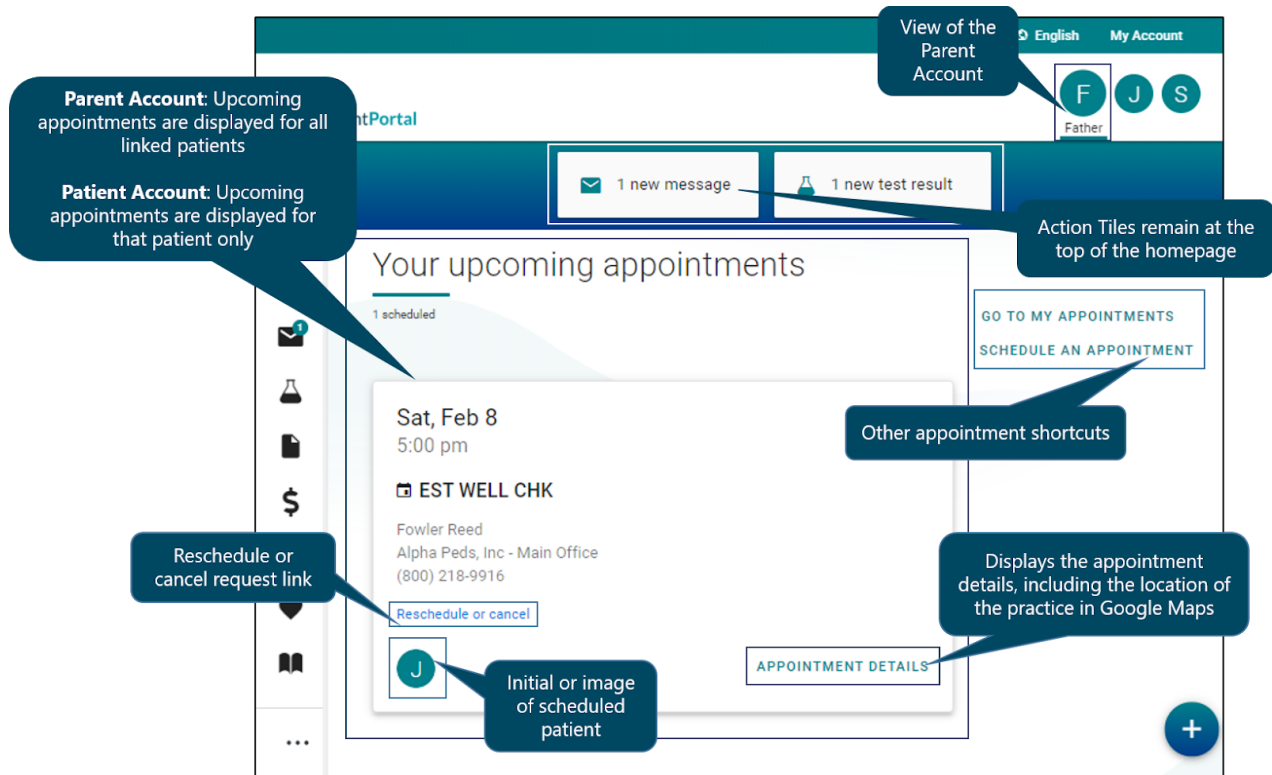 View of the
Parent
Account
English
My Account
F
J
S
Father
Parent Account: Upcoming
appointments are displayed for all
linked patients
Patient Account: Upcoming
appointments are displayed for
that patient only
ntPortal
1 new message
1 new test result
Action Tiles remain at the
top of the homepage
Your upcoming appointments
1 scheduled
GO TO MY APPOINTMENTS
SCHEDULE AN APPOINTMENT
Other appointment shortcuts
1
Sat, Feb 8
5:00 pm
EST WELL CHK
Fowler Reed
Alpha Peds, Inc - Main Office
(800) 218-9916
Reschedule or cancel
Reschedule or
cancel request link
J
Initial or image
of scheduled
patient
APPOINTMENT DETAILS
Displays the appointment
details, including the location of
the practice in Google Maps